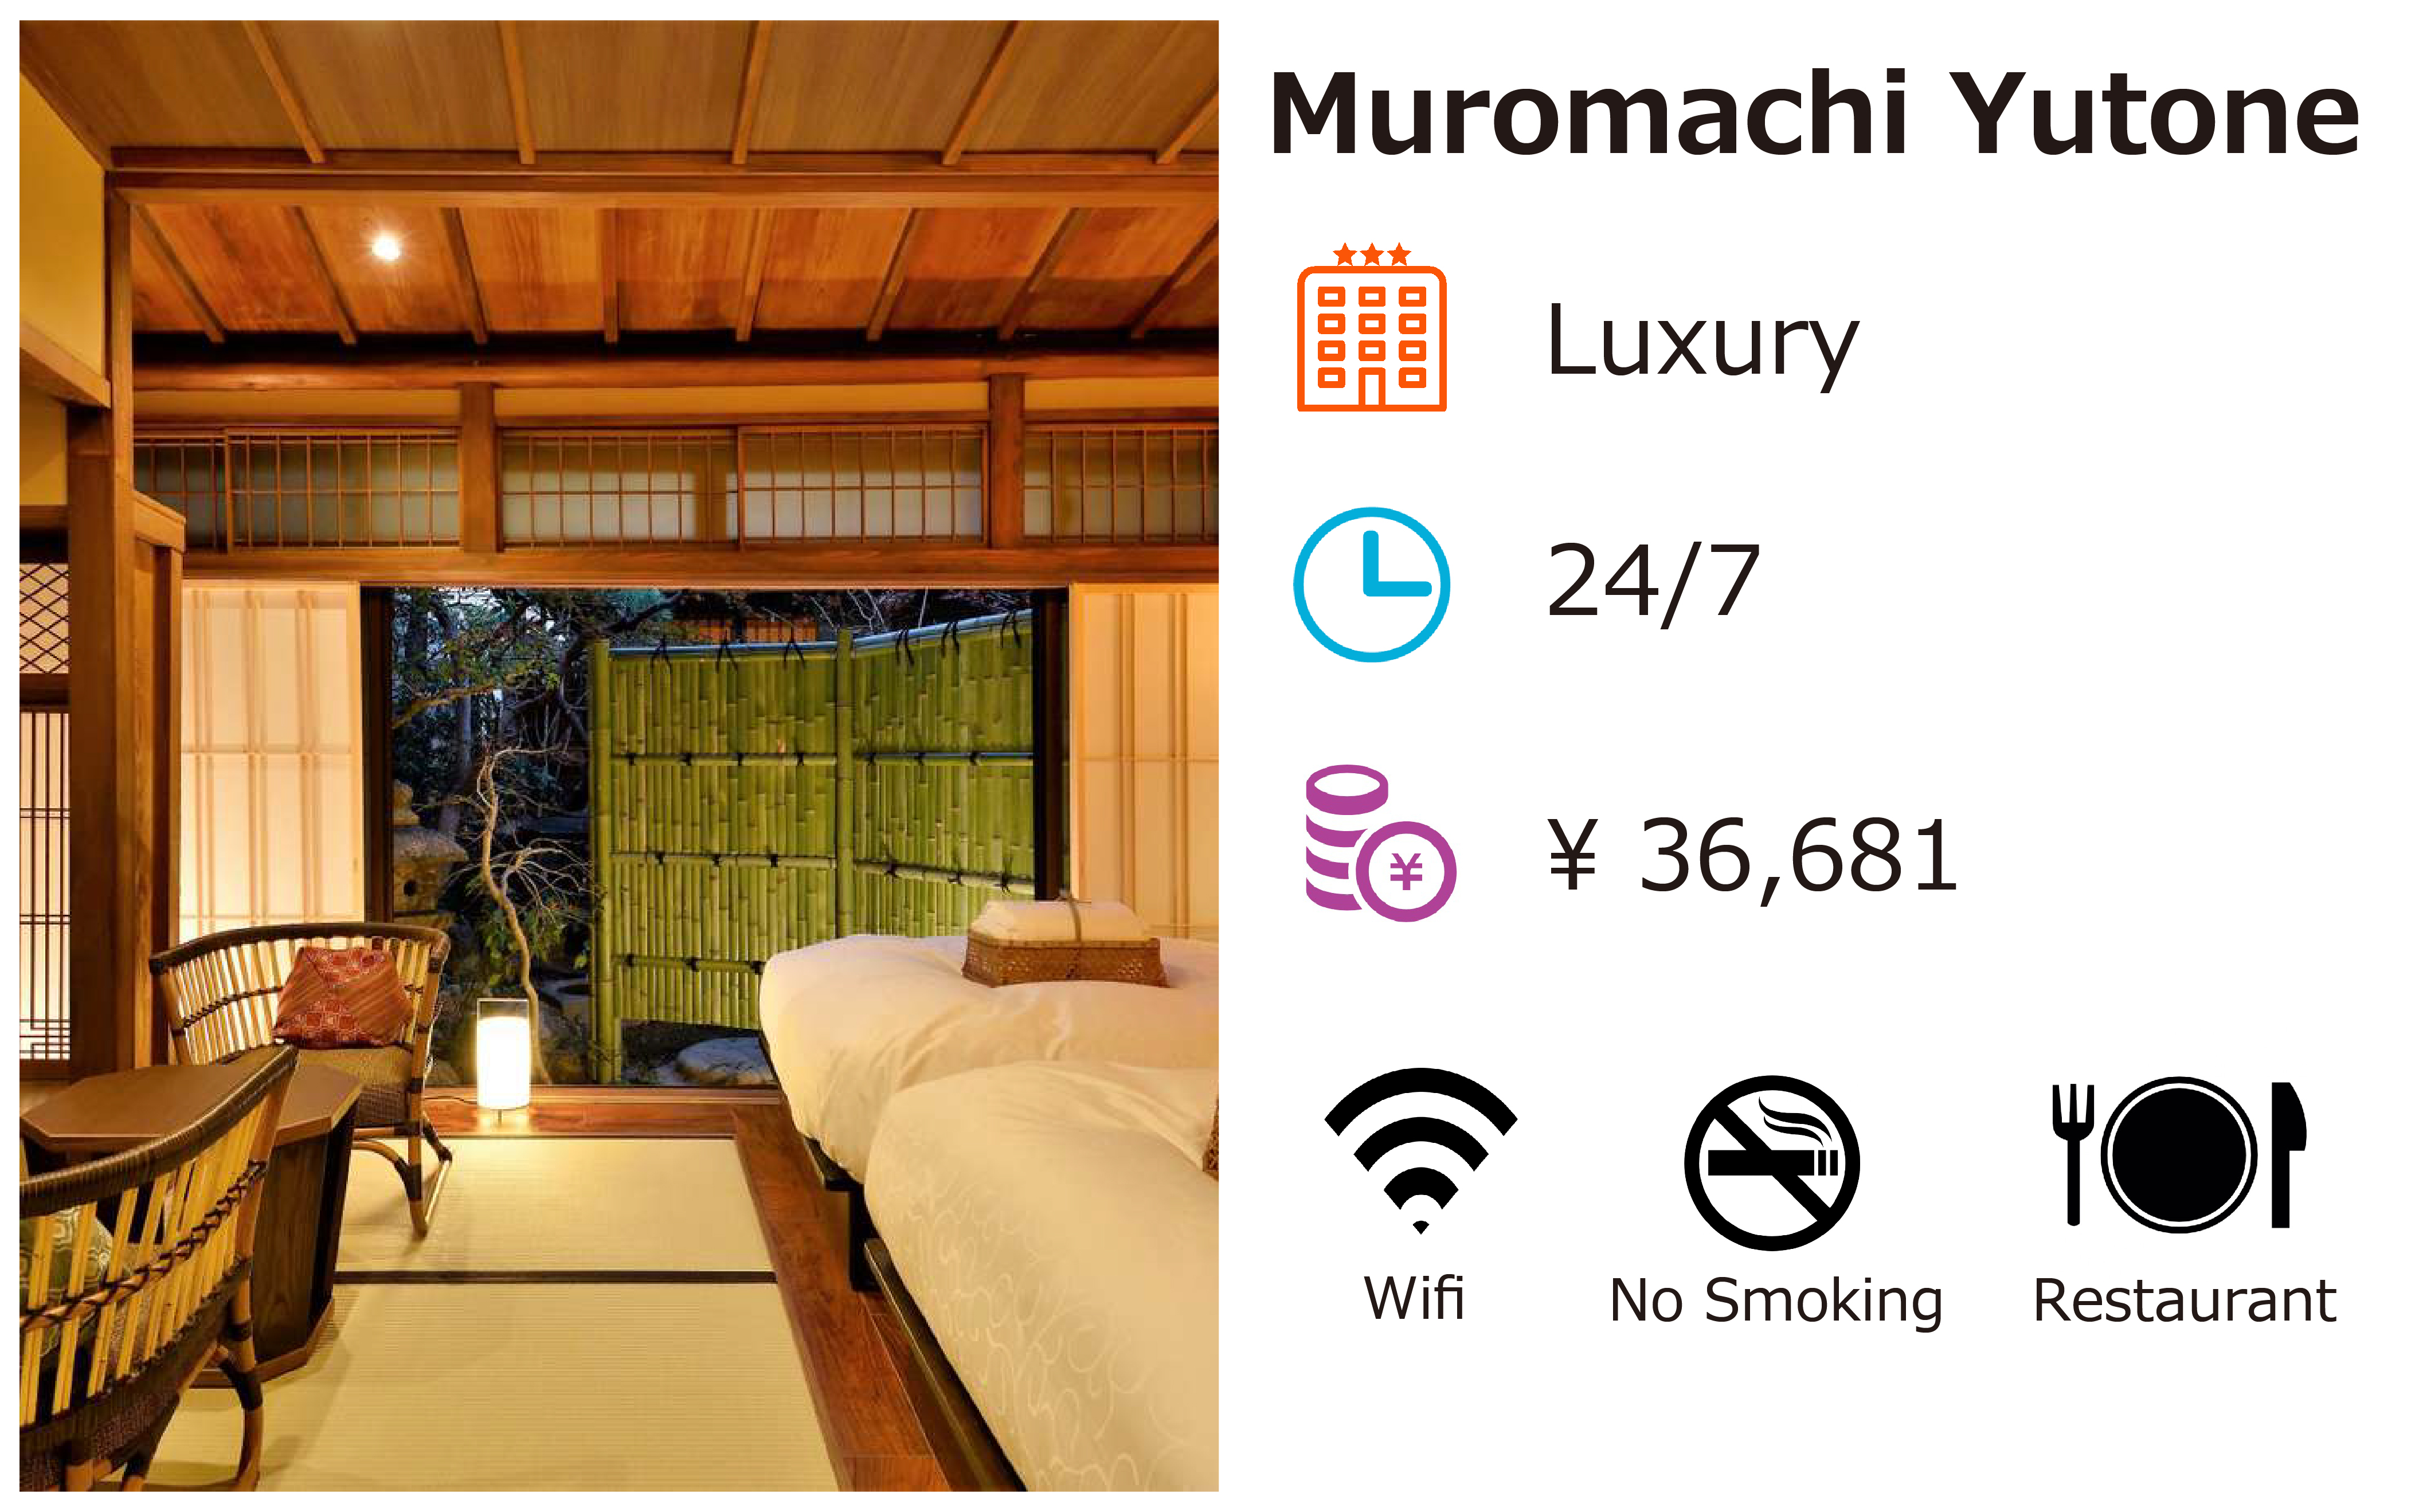 Muromachi Yutone
Luxury
24/7
¥
¥ 36,681
Wifi
No Smoking
Restaurant